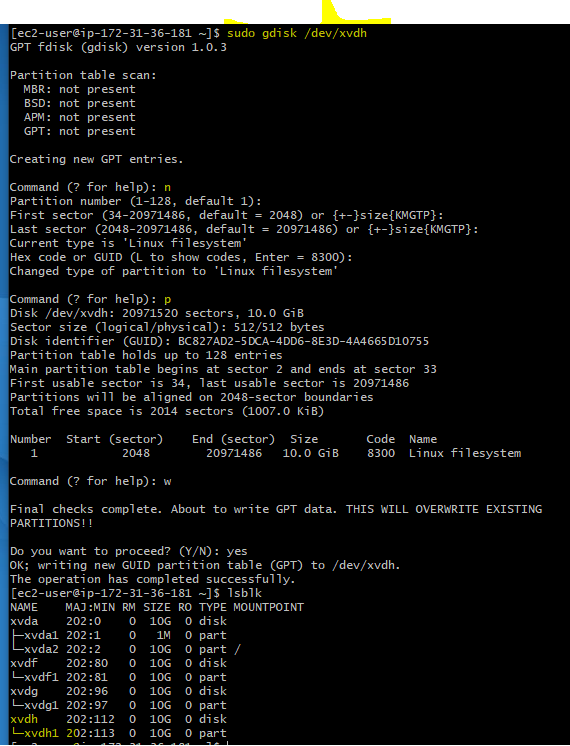 [ec2-user@ip-172-31-36-181 ~]$ sudo gdisk /dev/xvdh
GPT fdisk (gdisk) version 1.0.3
Partition table scan:
MBR: not present
BSD: not present
APM: not present
GPT: not present
Creating new GPT entries.
Command (? for help): n
Partition number (1-128, default 1):
First sector (34-20971486, default = 2048) or {+-}size{KMGTP}:
Last sector (2048-20971486, default = 20971486) or {+-}size{KMGTP}:
Current type is 'Linux filesystem'
Hex code or GUID (L to show codes, Enter = 8300):
Changed type of partition to 'Linux filesystem'
Command (? for help): p
Disk /dev/xvdh: 20971520 sectors, 10.0 GiB
Sector size (logical/physical): 512/512 bytes
Disk identifier (GUID): BC827AD2-5DCA-4DD6-8E3D-4A4665D10755
Partition table holds up to 128 entries
Main partition table begins at sector 2 and ends at sector 33
First usable sector is 34, last usable sector is 20971486
Partitions will be aligned on 2048-sector boundaries
Total free space is 2014 sectors (1007.0 KiB)
Number  Start (sector)    End (sector)  Size       Code  Name
1            2048        20971486   10.0 GiB    8300  Linux filesystem
Command (? for help): w
Final checks complete. About to write GPT data. THIS WILL OVERWRITE EXISTING
PARTITIONS!!
Do you want to proceed? (Y/N): yes
OK; writing new GUID partition table (GPT) to /dev/xvdh.
The operation has completed successfully.
[ec2-user@ip-172-31-36-181 ~]$ lsblk
NAME    MAJ:MIN RM SIZE RO TYPE MOUNTPOINT
xvda    202:0    0  10G  0 disk
├─xvda1 202:1    0   1M  0 part
└─xvda2 202:2    0  10G  0 part /
xvdf    202:80   0  10G  0 disk
└─xvdf1 202:81   0  10G  0 part
xvdg    202:96   0  10G  0 disk
└─xvdg1 202:97   0  10G  0 part
xvdh    202:112  0  10G  0 disk
└─xvdh1 202:113  0  10G  0 part
[ec2-user@ip-172-31-36-181 ~]$